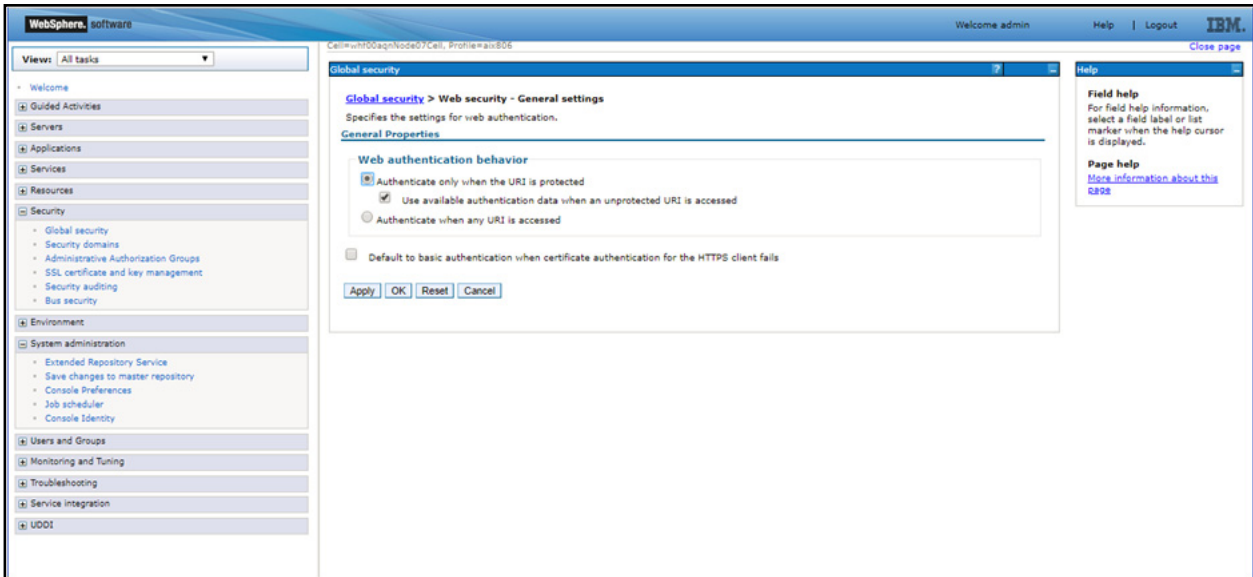 WebSphere. software
Welcome admin
Help | Logout
IBM.
View: All tasks
Welcome
Guided Activities
Servers
Applications
Services
Resources
Security
Global security
Security domains
Administrative Authorization Groups
SSL certificate and key management
Security auditing
Bus security
Environment
System administration
Extended Repository Service
Save changes to master repository
Console Preferences
Job scheduler
Console Identity
Users and Groups
Monitoring and Tuning
Troubleshooting
Service integration
UDDI
Cell=whf00aqnNode07Cell, Profile=aix806
Close page
Global security
?
Global security > Web security - General settings
Specifies the settings for web authentication.
General Properties
Web authentication behavior
Authenticate only when the URI is protected
Use available authentication data when an unprotected URI is accessed
Authenticate when any URI is accessed
Default to basic authentication when certificate authentication for the HTTPS client fails
Apply OK Reset Cancel
Help
Field help
For field help information,
select a field label or list
marker when the help cursor
is displayed.
Page help
More information about this
page